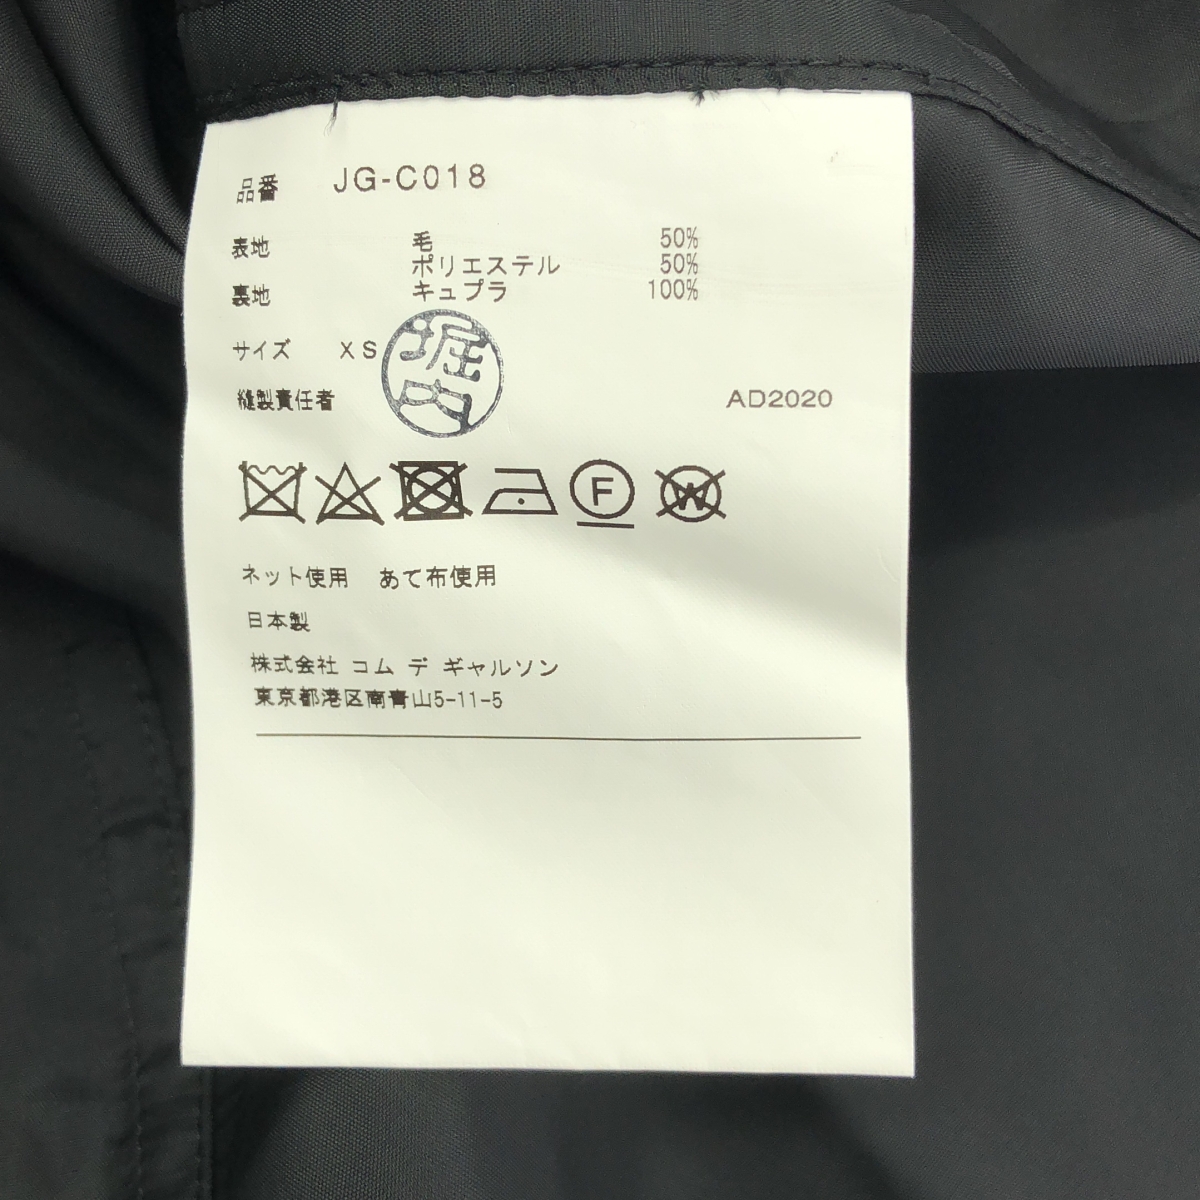 品番 JG-C018
表地 毛 50%
ポリエステル 50%
裏地 キュプラ 100%
サイズ XS
堀内
縫製責任者 AD2020
F W
ネット使用 あて布使用
日本製
株式会社 コム デ ギャルソン
東京都港区南青山5-11-5